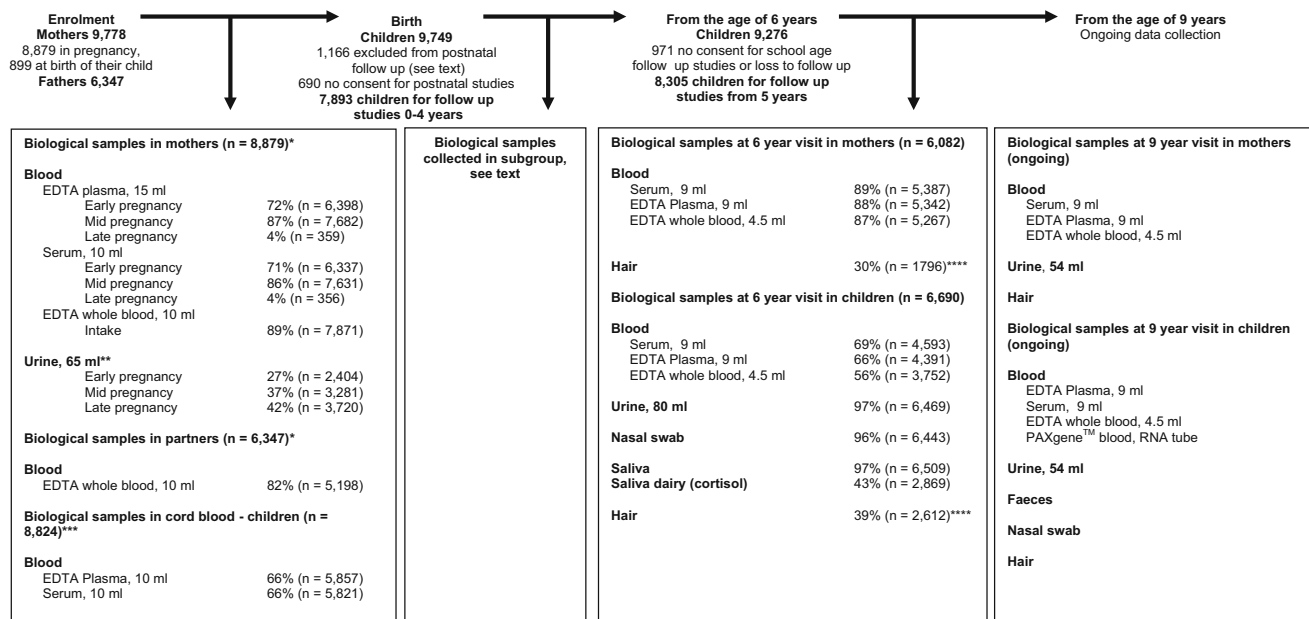 Enrolment
Mothers 9,778
8,879 in pregnancy,
899 at birth of their child
Fathers 6,347
Birth
Children 9,749
1,166 excluded from postnatal
follow up (see text)
690 no consent for postnatal studies
7,893 children for follow up
studies 0-4 years
From the age of 6 years
Children 9,276
971 no consent for school age
follow up studies or loss to follow up
8,305 children for follow up
studies from 5 years
From the age of 9 years
Ongoing data collection
Biological samples in mothers (n = 8,879)*
Blood
EDTA plasma, 15 ml
Early pregnancy 72% (n = 6,398)
Mid pregnancy 87% (n = 7,682)
Late pregnancy 4% (n = 359)
Serum, 10 ml
Early pregnancy 71% (n = 6,337)
Mid pregnancy 86% (n = 7,631)
Late pregnancy 4% (n = 356)
EDTA whole blood, 10 ml
Intake 89% (n = 7,871)
Urine, 65 ml**
Early pregnancy 27% (n = 2,404)
Mid pregnancy 37% (n = 3,281)
Late pregnancy 42% (n = 3,720)
Biological samples in partners (n = 6,347)*
Blood
EDTA whole blood, 10 ml 82% (n = 5,198)
Biological samples in cord blood - children (n =
8,824)***
Blood
EDTA Plasma, 10 ml 66% (n = 5,857)
Serum, 10 ml 66% (n = 5,821)
Biological samples
collected in subgroup,
see text
Biological samples at 6 year visit in mothers (n = 6,082)
Blood
Serum, 9 ml 89% (n = 5,387)
EDTA Plasma, 9 ml 88% (n = 5,342)
EDTA whole blood, 4.5 ml 87% (n = 5,267)
Hair 30% (n = 1796)****
Biological samples at 6 year visit in children (n = 6,690)
Blood
Serum, 9 ml 69% (n = 4,593)
EDTA Plasma, 9 ml 66% (n = 4,391)
EDTA whole blood, 4.5 ml 56% (n = 3,752)
Urine, 80 ml 97% (n = 6,469)
Nasal swab 96% (n = 6,443)
Saliva 97% (n = 6,509)
Saliva dairy (cortisol) 43% (n = 2,869)
Hair 39% (n = 2,612)****
Biological samples at 9 year visit in mothers
(ongoing)
Blood
Serum, 9 ml
EDTA Plasma, 9 ml
EDTA whole blood, 4.5 ml
Urine, 54 ml
Hair
Biological samples at 9 year visit in children
(ongoing)
Blood
EDTA Plasma, 9 ml
Serum, 9 ml
EDTA whole blood, 4.5 ml
PAXgene™ blood, RNA tube
Urine, 54 ml
Faeces
Nasal swab
Hair